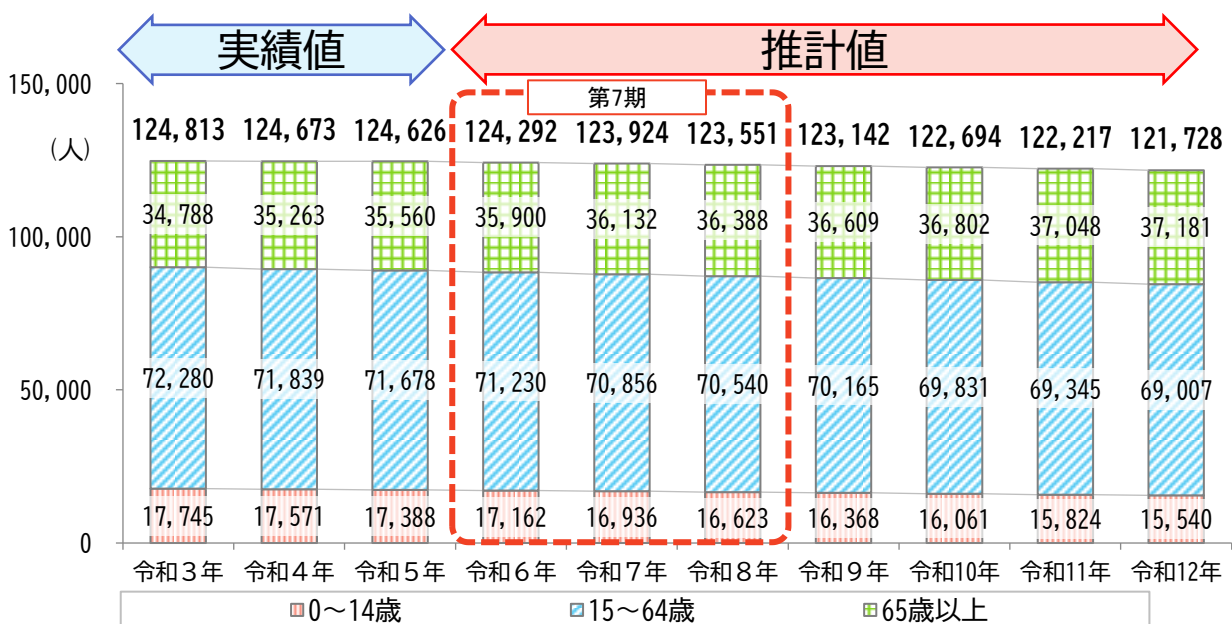 実績値 推計値
150,000
第7期
(人)
124,813 124,673 124,626 124,292 123,924 123,551 123,142 122,694 122,217 121,728
34,788 35,263 35,560 35,900 36,132 36,388 36,609 36,802 37,048 37,181
100,000
72,280 71,839 71,678 71,230 70,856 70,540 70,165 69,831 69,345 69,007
50,000
17,745 17,571 17,388 17,162 16,936 16,623 16,368 16,061 15,824 15,540
0
令和3年 令和4年 令和5年 令和6年 令和7年 令和8年 令和9年 令和10年 令和11年 令和12年
0～14歳 15～64歳 65歳以上